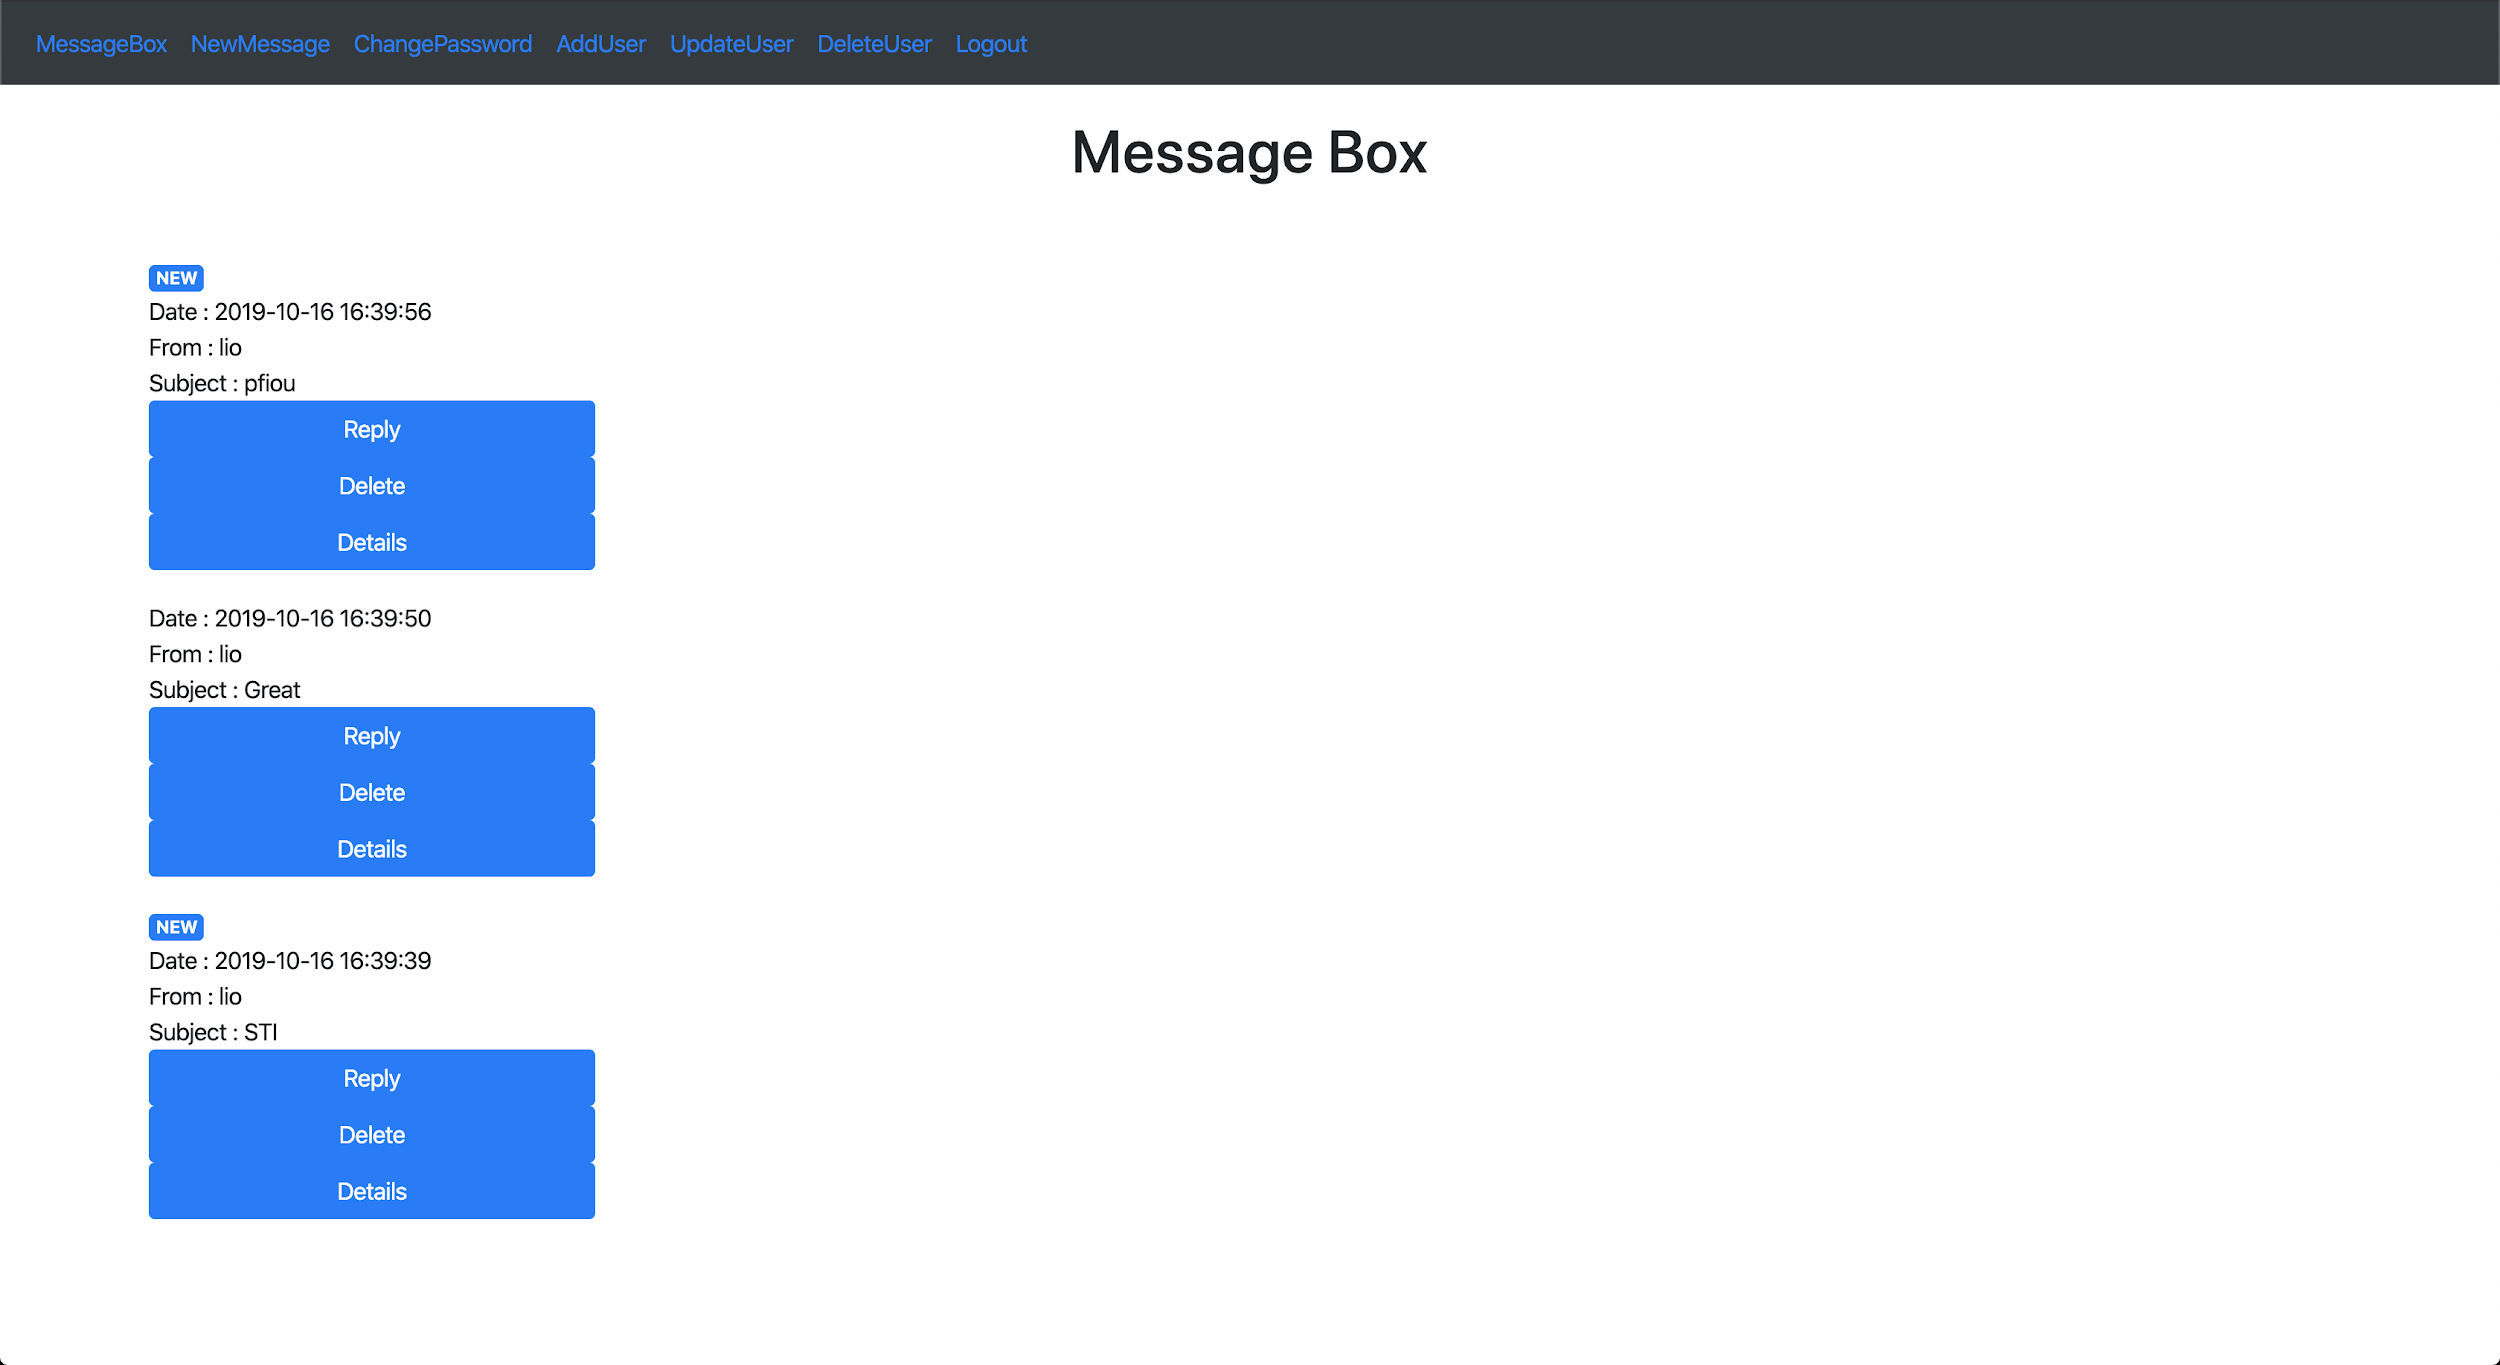 MessageBox NewMessage ChangePassword AddUser UpdateUser DeleteUser Logout
Message Box
NEW
Date : 2019-10-16 16:39:56
From : lio
Subject : pfiou
Reply
Delete
Details
Date : 2019-10-16 16:39:50
From : lio
Subject : Great
Reply
Delete
Details
NEW
Date : 2019-10-16 16:39:39
From : lio
Subject : STI
Reply
Delete
Details